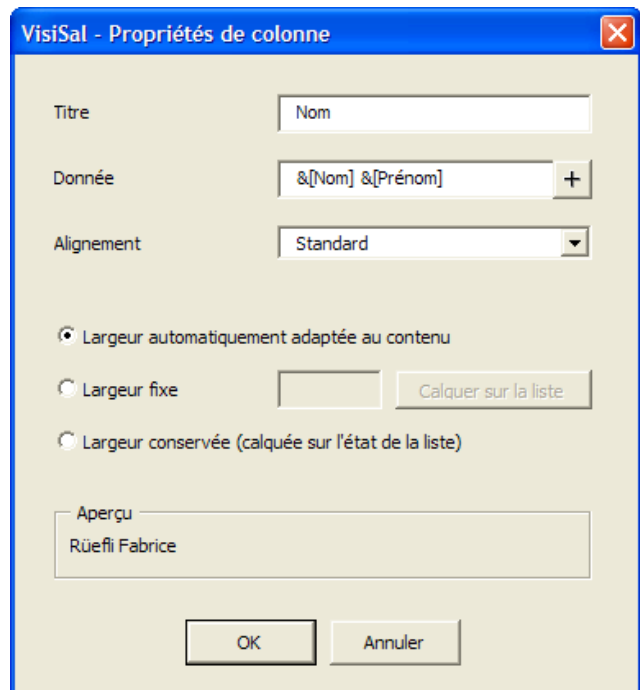 VisiSal - Propriétés de colonne
Titre Nom
Donnée &[Nom] &[Prénom] +
Alignement Standard
Largeur automatiquement adaptée au contenu
Largeur fixe Calquer sur la liste
Largeur conservée (calquée sur l'état de la liste)
Aperçu
Rüefli Fabrice
OK Annuler